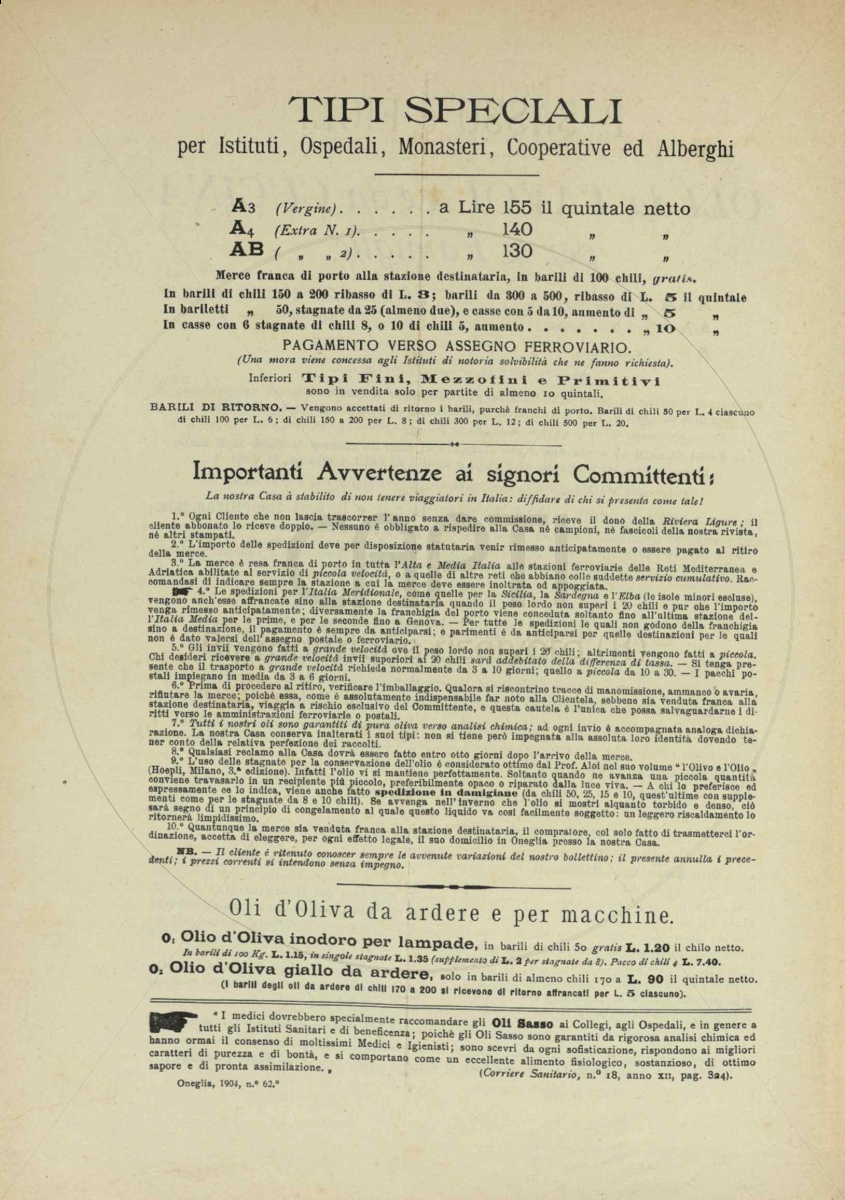 TIPI SPECIALI
per Istituti, Ospedali, Monasteri, Cooperative ed Alberghi
A3 (Vergine). . . . . . . a Lire 155 il quintale netto
A4 (Extra N. 1). . . . . „ 140 „ „
AB ( „ „ 2). . . . . . „ 130 „ „
Merce franca di porto alla stazione destinataria, in barili di 100 chili, gratis.
In barili di chili 150 a 200 ribasso di L. 3; barili da 300 a 500, ribasso di L. 5 il quintale
In bariletti „ 50, stagnate da 25 (almeno due), e casse con 5 da 10, aumento di „ 5 „
In casse con 6 stagnate di chili 8, o 10 di chili 5, aumento . . . . . . . „ 10 „
PAGAMENTO VERSO ASSEGNO FERROVIARIO.
(Una mora viene concessa agli Istituti di notoria solvibilità che ne fanno richiesta).
Inferiori Tipi Fini, Mezzofini e Primitivi
sono in vendita solo per partite di almeno 10 quintali.
BARILI DI RITORNO. — Vengono accettati di ritorno i barili, purchè franchi di porto. Barili di chili 50 per L. 4 ciascuno
di chili 100 per L. 6; di chili 150 a 200 per L. 8; di chili 300 per L. 12; di chili 500 per L. 20.
Importanti Avvertenze ai signori Committenti:
La nostra Casa à stabilito di non tenere viaggiatori in Italia: diffidare di chi si presenta come tale!
1.° Ogni Cliente che non lascia trascorrer l'anno senza dare commissione, riceve il dono della Riviera Ligure; il
cliente abbonato lo riceve doppio. — Nessuno è obbligato a rispedire alla Casa nè campioni, nè fascicoli della nostra rivista,
nè altri stampati.
2.° L'importo delle spedizioni deve per disposizione statutaria venir rimesso anticipatamente o essere pagato al ritiro
della merce.
3.° La merce è resa franca di porto in tutta l'Alta e Media Italia alle stazioni ferroviarie delle Reti Mediterranea e
Adriatica abilitate al servizio di piccola velocità, o a quelle di altre reti che abbiano colle suddette servizio cumulativo. Rac-
comandasi di indicare sempre la stazione a cui la merce deve essere inoltrata od appoggiata.
4.° Le spedizioni per l'Italia Meridionale, come quelle per la Sicilia, la Sardegna e l'Elba (le isole minori escluse),
vengono anch'esse affrancate sino alla stazione destinataria quando il peso lordo non superi i 20 chili e pur che l'importo
venga rimesso anticipatamente; diversamente la franchigia del porto viene conceduta soltanto fino all'ultima stazione del-
l'Italia Media per le prime, e per le seconde fino a Genova. — Per tutte le spedizioni le quali non godono della franchigia
sino a destinazione, il pagamento è sempre da anticiparsi; e parimenti è da anticiparsi per quelle destinazioni per le quali
non è dato valersi dell'assegno postale o ferroviario.
5.° Gli invii vengono fatti a grande velocità ove il peso lordo non superi i 20 chili; altrimenti vengono fatti a piccola.
Chi desideri ricevere a grande velocità invii superiori ai 20 chili sarà addebitato della differenza di tassa. — Si tenga pre-
sente che il trasporto a grande velocità richiede normalmente da 3 a 10 giorni; quello a piccola da 10 a 30. — I pacchi po-
stali impiegano in media da 3 a 6 giorni.
6.° Prima di procedere al ritiro, verificare l'imballaggio. Qualora si riscontrino tracce di manomissione, ammanco o avaria,
rifiutare la merce; poichè essa, come è assolutamente indispensabile far noto alla Clientela, sebbene sia venduta franca alla
stazione destinataria, viaggia a rischio esclusivo del Committente, e questa cautela è l'unica che possa salvaguardarne i di-
ritti verso le amministrazioni ferroviarie o postali.
7.° Tutti i nostri oli sono garantiti di pura oliva verso analisi chimica; ad ogni invio è accompagnata analoga dichia-
razione. La nostra Casa conserva inalterati i suoi tipi: non si tiene però impegnata alla assoluta loro identità dovendo te-
ner conto della relativa perfezione dei raccolti.
8.° Qualsiasi reclamo alla Casa dovrà essere fatto entro otto giorni dopo l'arrivo della merce.
9.° L'uso delle stagnate per la conservazione dell'olio è considerato ottimo dal Prof. Aloi nel suo volume "l'Olivo e l'Olio„
(Hoepli, Milano, 3.ª edizione). Infatti l'olio vi si mantiene perfettamente. Soltanto quando ne avanza una piccola quantità
conviene travasarlo in un recipiente più piccolo, preferibilmente opaco o riparato dalla luce viva. — A chi lo preferisce ed
espressamente ce lo indica, viene anche fatto spedizione in damigiane (da chili 50, 25, 15 e 10, quest'ultime con supple-
menti come per le stagnate da 8 e 10 chili). Se avvenga nell'inverno che l'olio si mostri alquanto torbido e denso, ciò
sarà segno di un principio di congelamento al quale questo liquido va così facilmente soggetto: un leggero riscaldamento lo
ritornerà limpidissimo.
10.° Quantunque la merce sia venduta franca alla stazione destinataria, il compratore, col solo fatto di trasmetterci l'or-
dinazione, accetta di eleggere, per ogni effetto legale, il suo domicilio in Oneglia presso la nostra Casa.
NB. — Il cliente è ritenuto conoscer sempre le avvenute variazioni del nostro bollettino; il presente annulla i prece-
denti; i prezzi correnti si intendono senza impegno.
Oli d'Oliva da ardere e per macchine.
O₁ Olio d'Oliva inodoro per lampade, in barili di chili 50 gratis L. 1.20 il chilo netto.
In barili di 100 Kg. L. 1.15, in singole stagnate L. 1.35 (supplemento di L. 2 per stagnate da 8). Pacco di chili 4 L. 7.40.
O₂ Olio d'Oliva giallo da ardere, solo in barili di almeno chili 170 a L. 90 il quintale netto.
(I barili degli oli da ardere di chili 170 a 200 si ricevono di ritorno affrancati per L. 5 ciascuno).
" I medici dovrebbero specialmente raccomandare gli Oli Sasso ai Collegi, agli Ospedali, e in genere a
tutti gli Istituti Sanitari e di beneficenza; poichè gli Oli Sasso sono garantiti da rigorosa analisi chimica ed
hanno ormai il consenso di moltissimi Medici e Igienisti; sono scevri da ogni sofisticazione, rispondono ai migliori
caratteri di purezza e di bontà, e si comportano come un eccellente alimento fisiologico, sostanzioso, di ottimo
sapore e di pronta assimilazione. „
(Corriere Sanitario, n.° 18, anno XII, pag. 324).
Oneglia, 1904, n.° 62.°